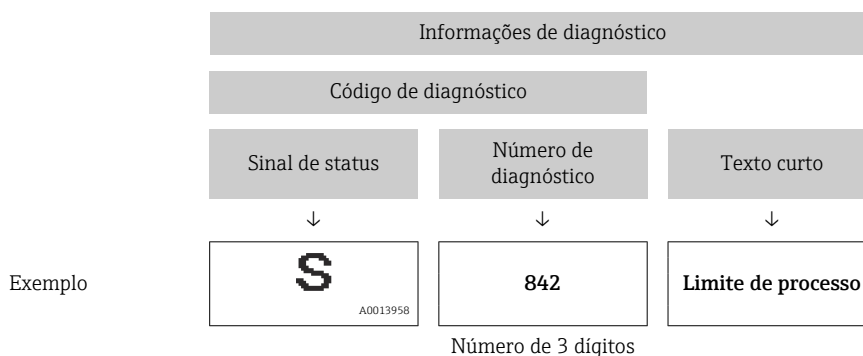 Informações de diagnóstico
Código de diagnóstico
Sinal de status
Número de
diagnóstico
Texto curto
↓ ↓ ↓
Exemplo
S
A0013958
842
Limite de processo
Número de 3 dígitos